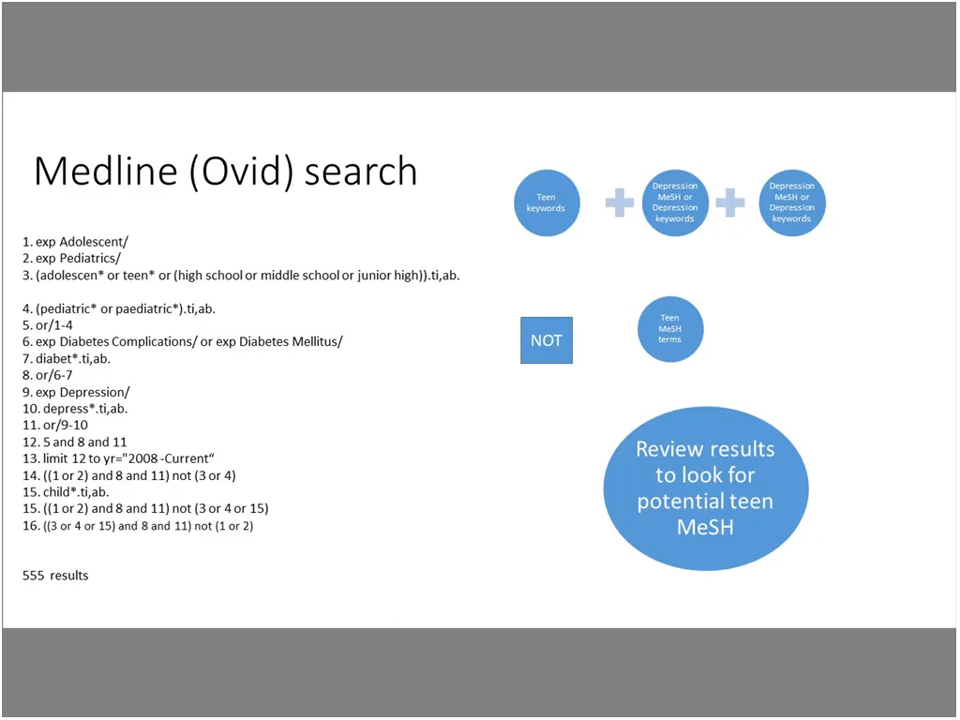 Medline (Ovid) search
1. exp Adolescent/
2. exp Pediatrics/
3. (adolescen* or teen* or (high school or middle school or junior high)).ti,ab.
4. (pediatric* or paediatric*).ti,ab.
5. or/1-4
6. exp Diabetes Complications/ or exp Diabetes Mellitus/
7. diabet*.ti,ab.
8. or/6-7
9. exp Depression/
10. depress*.ti,ab.
11. or/9-10
12. 5 and 8 and 11
13. limit 12 to yr="2008 -Current“
14. ((1 or 2) and 8 and 11) not (3 or 4)
15. child*.ti,ab.
15. ((1 or 2) and 8 and 11) not (3 or 4 or 15)
16. ((3 or 4 or 15) and 8 and 11) not (1 or 2)
555 results
Teen
keywords
Depression
MeSH or
Depression
keywords
Depression
MeSH or
Depression
keywords
NOT
Teen
MeSH
terms
Review results
to look for
potential teen
MeSH